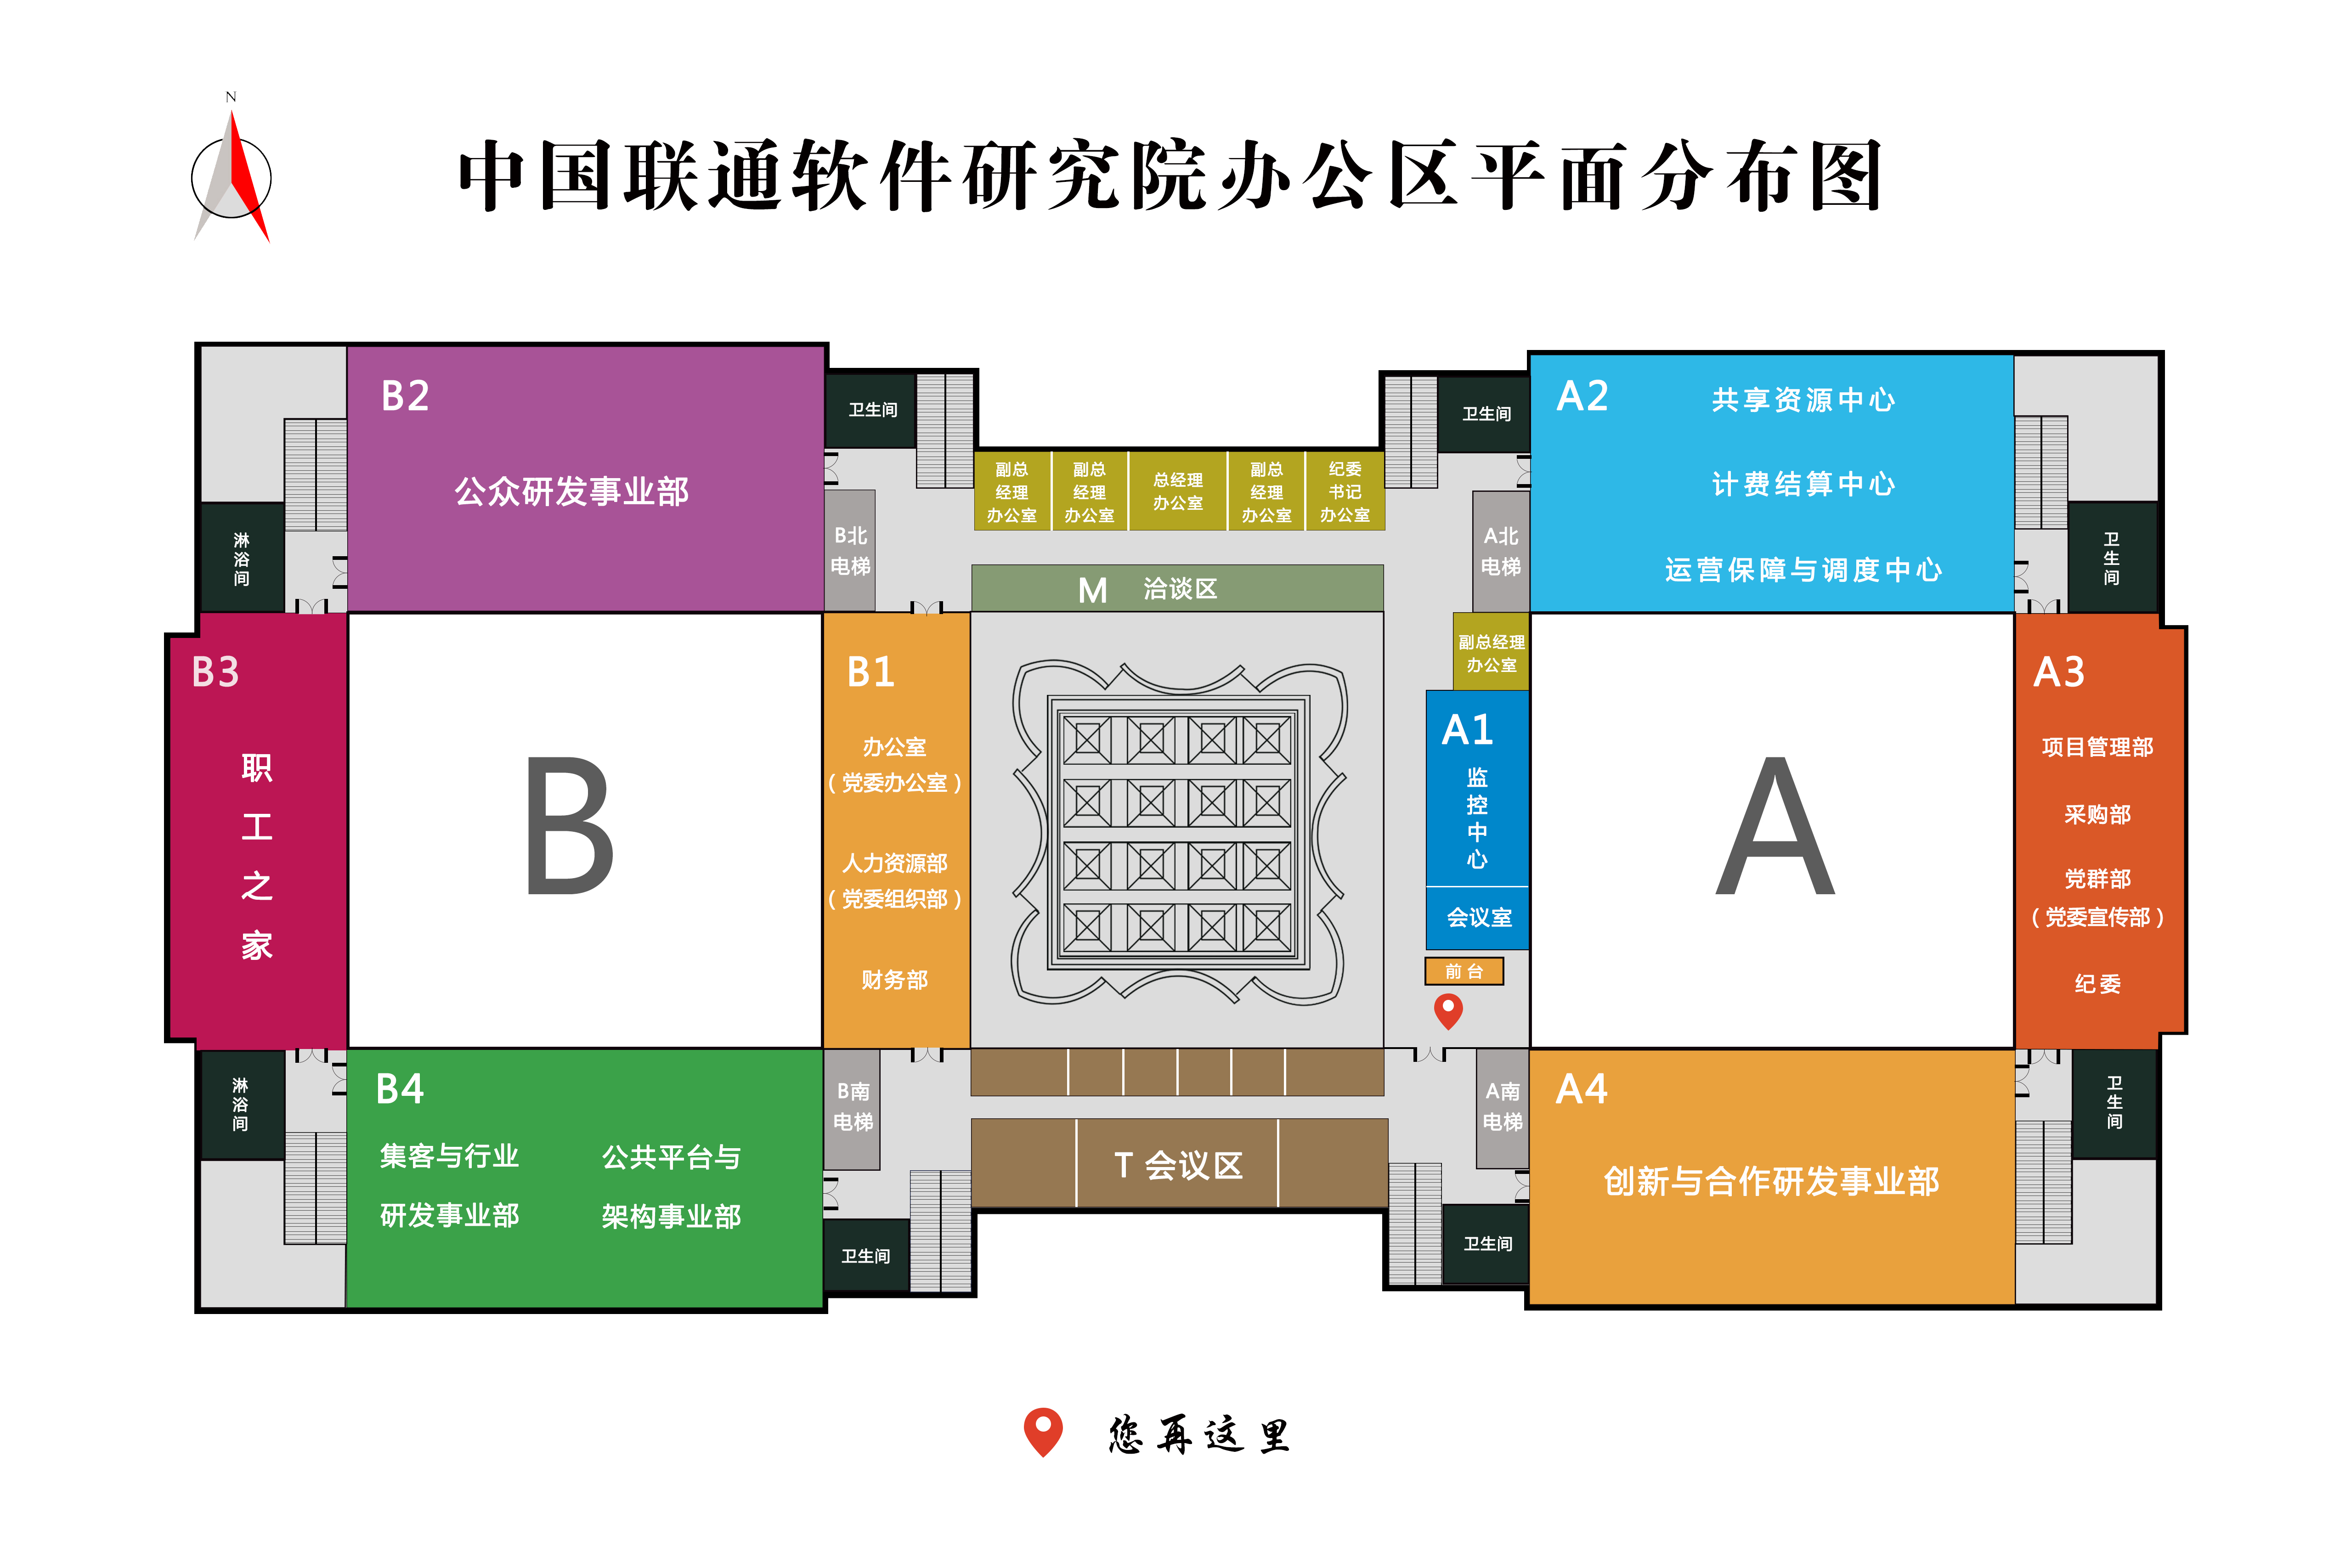 N
中国联通软件研究院办公区平面分布图
B2
公众研发事业部
卫生间
B北
电梯
淋浴间
副总
经理
办公室
副总
经理
办公室
总经理
办公室
副总
经理
办公室
纪委
书记
办公室
M 洽谈区
卫生间
A北
电梯
A2
共享资源中心
计费结算中心
运营保障与调度中心
卫生间
B3
职工之家
B
B1
办公室
（党委办公室）
人力资源部
（党委组织部）
财务部
副总经理
办公室
A1
监控中心
会议室
前台
A
A3
项目管理部
采购部
党群部
（党委宣传部）
纪委
淋浴间
B4
集客与行业
研发事业部
公共平台与
架构事业部
B南
电梯
卫生间
T 会议区
A南
电梯
卫生间
A4
创新与合作研发事业部
卫生间
您再这里